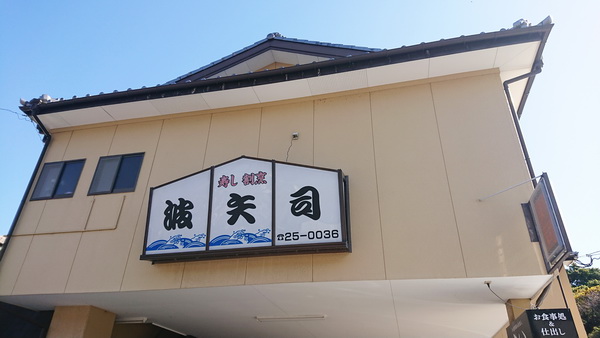 寿し 割烹
波矢司
☎25-0036
お食事処
&
仕出し